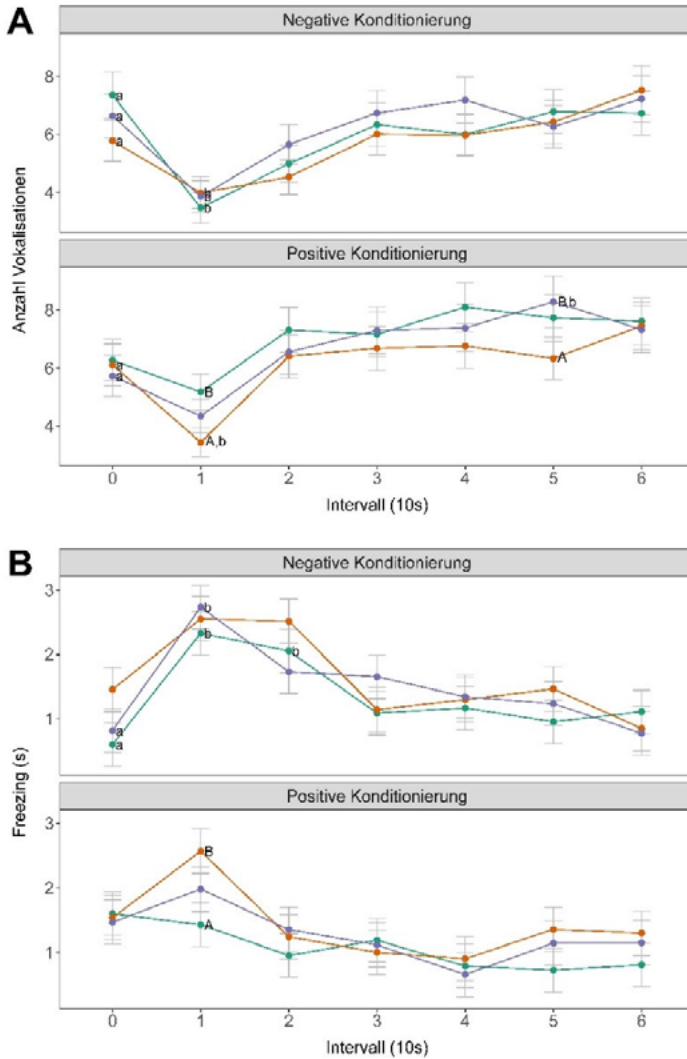 A
Negative Konditionierung
8
6
4
a
a
a
b
a
b
Positive Konditionierung
8
6
4
a
a
B
A,b
B,b
A
0 1 2 3 4 5 6
Intervall (10s)
Anzahl Vokalisationen
B
Negative Konditionierung
3
2
1
a
a
b
b
b
Positive Konditionierung
3
2
1
B
A
0 1 2 3 4 5 6
Intervall (10s)
Freezing (s)